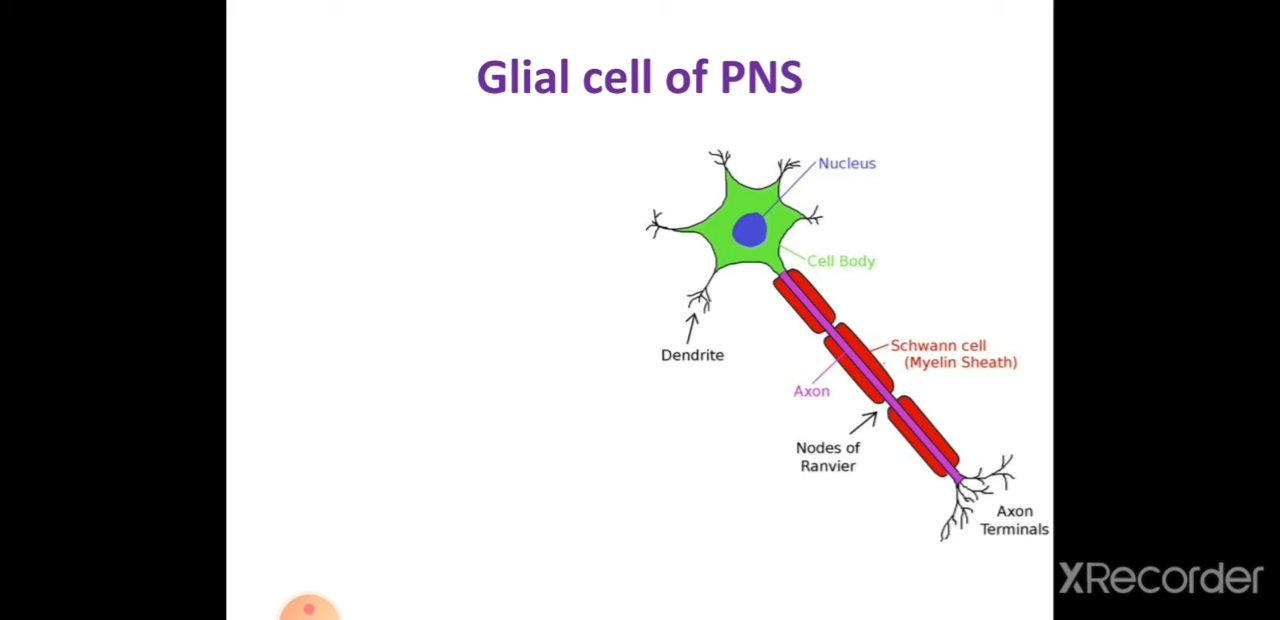 Glial cell of PNS
Nucleus
Cell Body
Dendrite
Schwann cell
(Myelin Sheath)
Axon
Nodes of
Ranvier
Axon
Terminals
XRecorder